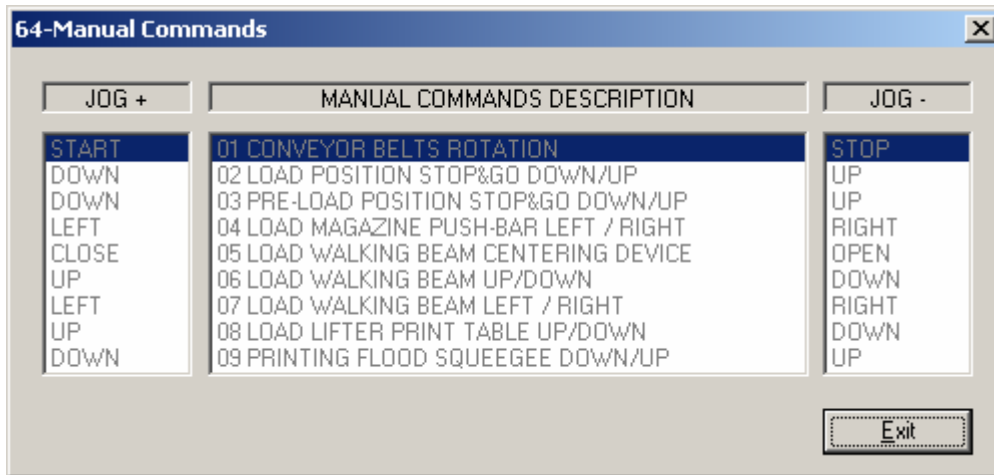 64-Manual Commands
JOG + MANUAL COMMANDS DESCRIPTION JOG -
START 01 CONVEYOR BELTS ROTATION STOP
DOWN 02 LOAD POSITION STOP&GO DOWN/UP UP
DOWN 03 PRE-LOAD POSITION STOP&GO DOWN/UP UP
LEFT 04 LOAD MAGAZINE PUSH-BAR LEFT / RIGHT RIGHT
CLOSE 05 LOAD WALKING BEAM CENTERING DEVICE OPEN
UP 06 LOAD WALKING BEAM UP/DOWN DOWN
LEFT 07 LOAD WALKING BEAM LEFT / RIGHT RIGHT
UP 08 LOAD LIFTER PRINT TABLE UP/DOWN DOWN
DOWN 09 PRINTING FLOOD SQUEEGEE DOWN/UP UP
Exit